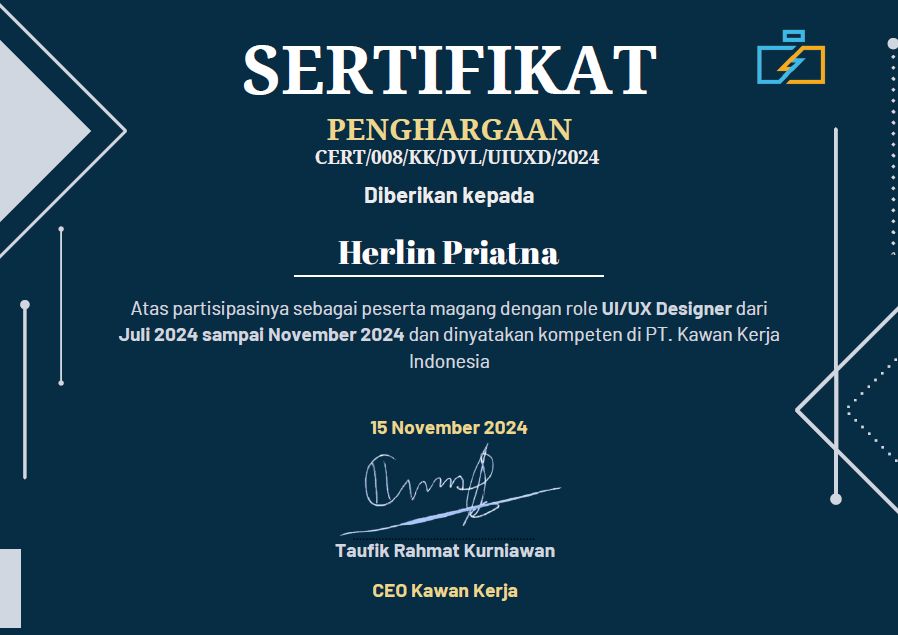 SERTIFIKAT
PENGHARGAAN
CERT/008/KK/DVL/UIUXD/2024
Diberikan kepada
Herlin Priatna
Atas partisipasinya sebagai peserta magang dengan role UI/UX Designer dari
Juli 2024 sampai November 2024 dan dinyatakan kompeten di PT. Kawan Kerja
Indonesia
15 November 2024
Taufik Rahmat Kurniawan
CEO Kawan Kerja